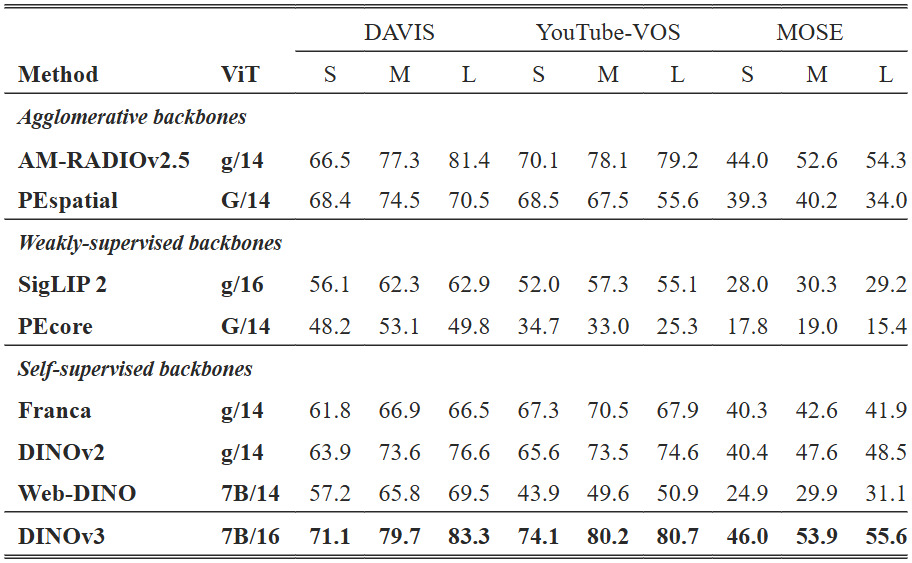 DAVIS YouTube-VOS MOSE
Method ViT S M L S M L S M L
Agglomerative backbones
AM-RADIOv2.5 g/14 66.5 77.3 81.4 70.1 78.1 79.2 44.0 52.6 54.3
PEspatial G/14 68.4 74.5 70.5 68.5 67.5 55.6 39.3 40.2 34.0
Weakly-supervised backbones
SigLIP 2 g/16 56.1 62.3 62.9 52.0 57.3 55.1 28.0 30.3 29.2
PEcore G/14 48.2 53.1 49.8 34.7 33.0 25.3 17.8 19.0 15.4
Self-supervised backbones
Franca g/14 61.8 66.9 66.5 67.3 70.5 67.9 40.3 42.6 41.9
DINOv2 g/14 63.9 73.6 76.6 65.6 73.5 74.6 40.4 47.6 48.5
Web-DINO 7B/14 57.2 65.8 69.5 43.9 49.6 50.9 24.9 29.9 31.1
DINOv3 7B/16 71.1 79.7 83.3 74.1 80.2 80.7 46.0 53.9 55.6